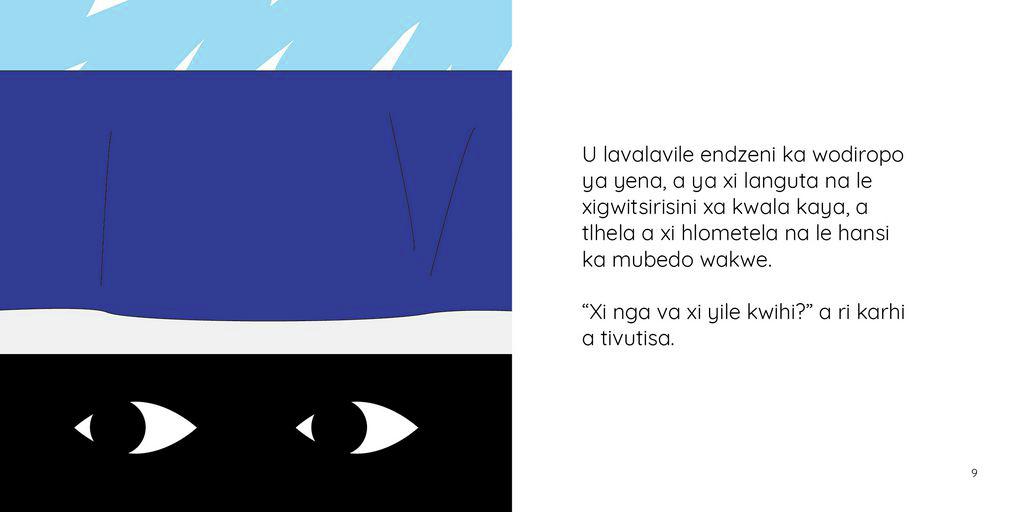 U lavalavile endzeni ka wodiropo
ya yena, a ya xi languta na le
xigwitsirisini xa kwala kaya, a
tlhela a xi hlometela na le hansi
ka mubedo wakwe.
“Xi nga va xi yile kwihi?” a ri karhi
a tivutisa.
9